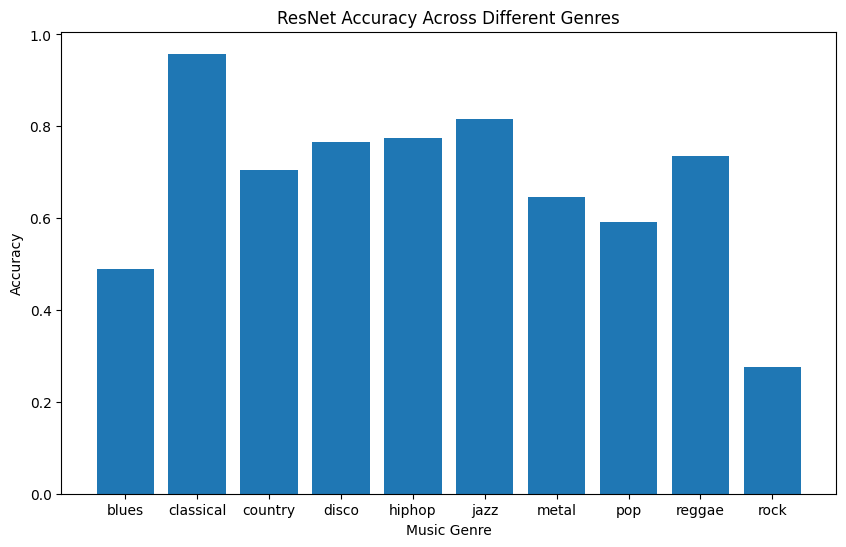 ResNet Accuracy Across Different Genres
Accuracy
1.0
0.8
0.6
0.4
0.2
0.0
blues classical country disco hiphop jazz metal pop reggae rock
Music Genre